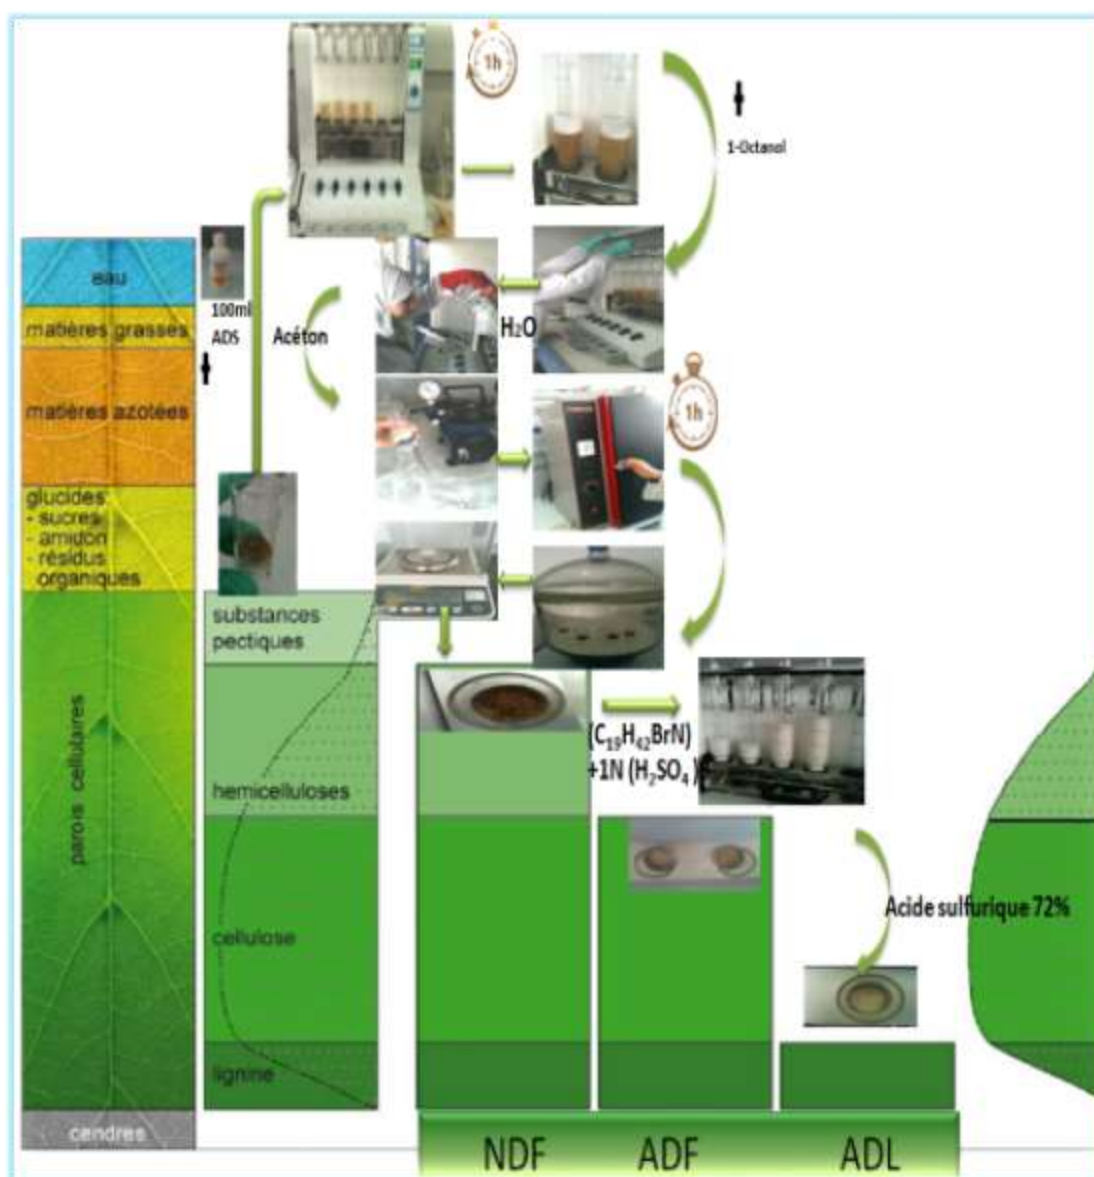 1h
1-Octanol
eau
matières grasses
matières azotées
glucides
- sucres
- amidon
- résidus
organiques
parois cellulaires
cendres
100ml
ADS
Acéton
H₂O
1h
substances
pectiques
hemicelluloses
cellulose
lignine
(C₁₉H₄₂BrN)
+1N (H₂SO₄)
Acide sulfurique 72%
NDF
ADF
ADL